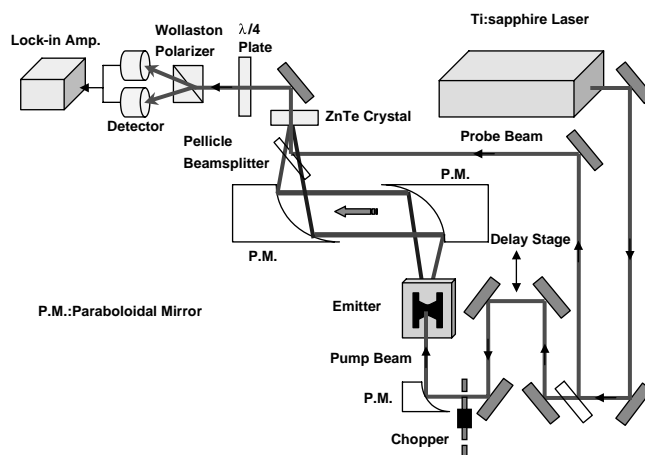 Ti:sapphire Laser
Lock-in Amp.
Wollaston
Polarizer
λ/4
Plate
ZnTe Crystal
Detector
Probe Beam
Pellicle
Beamsplitter
P.M.
P.M.
Delay Stage
P.M.:Paraboloidal Mirror
Emitter
Pump Beam
P.M.
Chopper